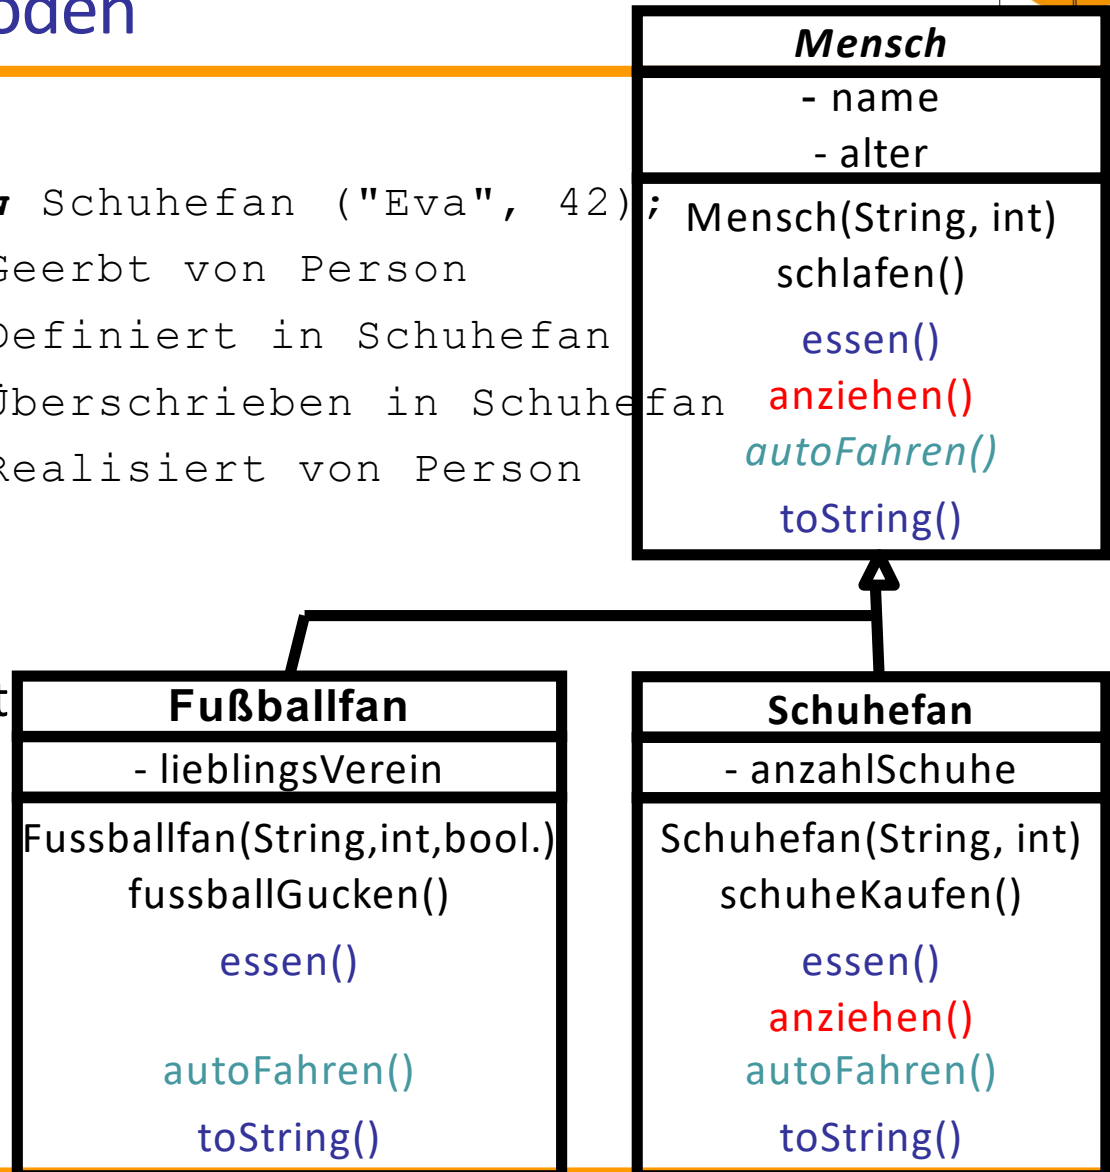 oden
Schuhefan ("Eva", 42);
Geerbt von Person
Definiert in Schuhefan
Überschrieben in Schuhefan
Realisiert von Person
Mensch
- name
- alter
Mensch(String, int)
schlafen()
essen()
anziehen()
autoFahren()
toString()
t
Fußballfan
- lieblingsVerein
Fussballfan(String,int,bool.)
fussballGucken()
essen()
autoFahren()
toString()
Schuhefan
- anzahlSchuhe
Schuhefan(String, int)
schuheKaufen()
essen()
anziehen()
autoFahren()
toString()